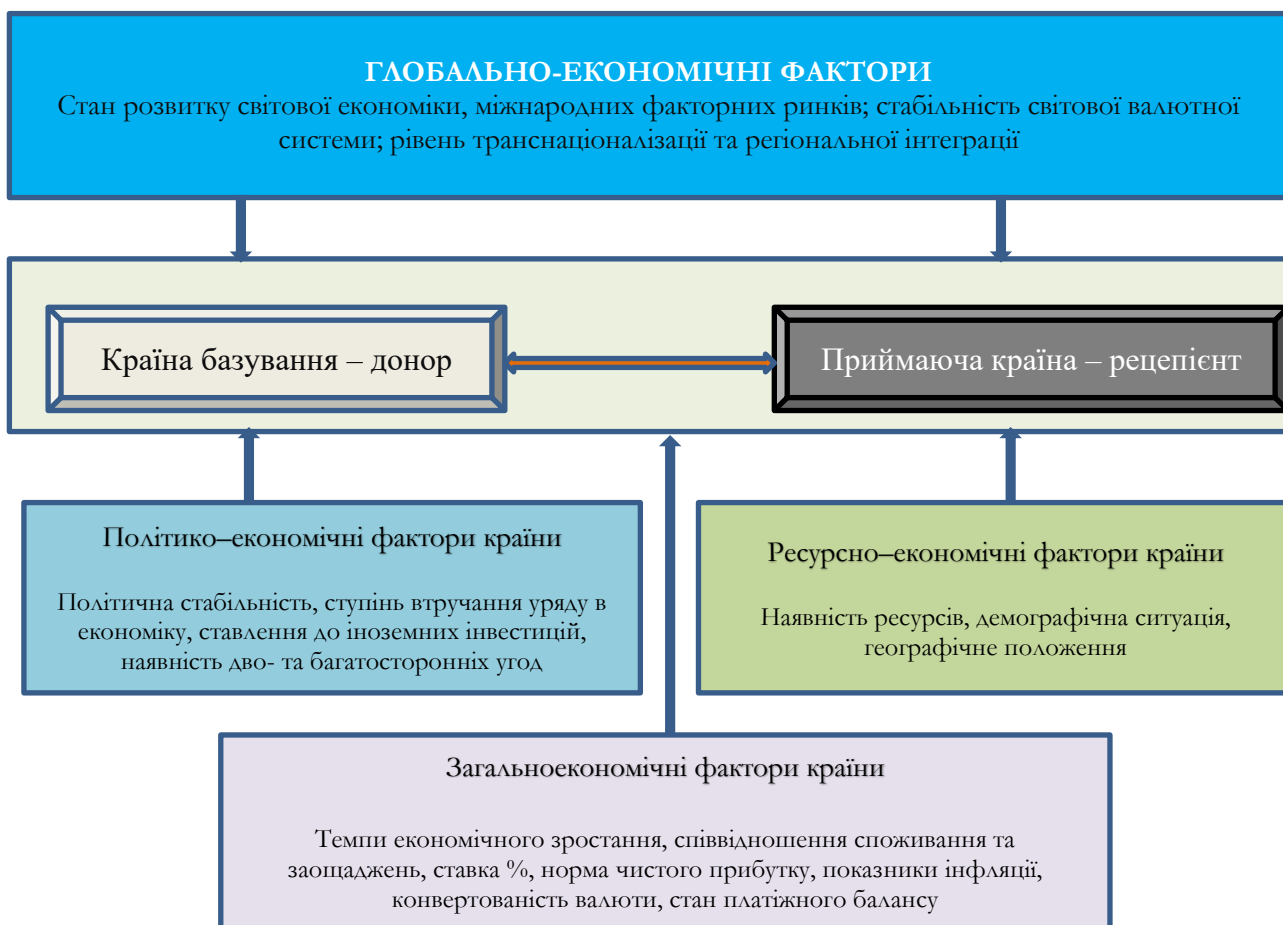 ГЛОБАЛЬНО-ЕКОНОМІЧНІ ФАКТОРИ
Стан розвитку світової економіки, міжнародних факторних ринків; стабільність світової валютної
системи; рівень транснаціоналізації та регіональної інтеграції
Країна базування – донор
Приймаюча країна – рецепієнт
Політико–економічні фактори країни
Політична стабільність, ступінь втручання уряду в
економіку, ставлення до іноземних інвестицій,
наявність дво- та багатосторонніх угод
Ресурсно–економічні фактори країни
Наявність ресурсів, демографічна ситуація,
географічне положення
Загальноекономічні фактори країни
Темпи економічного зростання, співвідношення споживання та
заощаджень, ставка %, норма чистого прибутку, показники інфляції,
конвертованість валюти, стан платіжного балансу